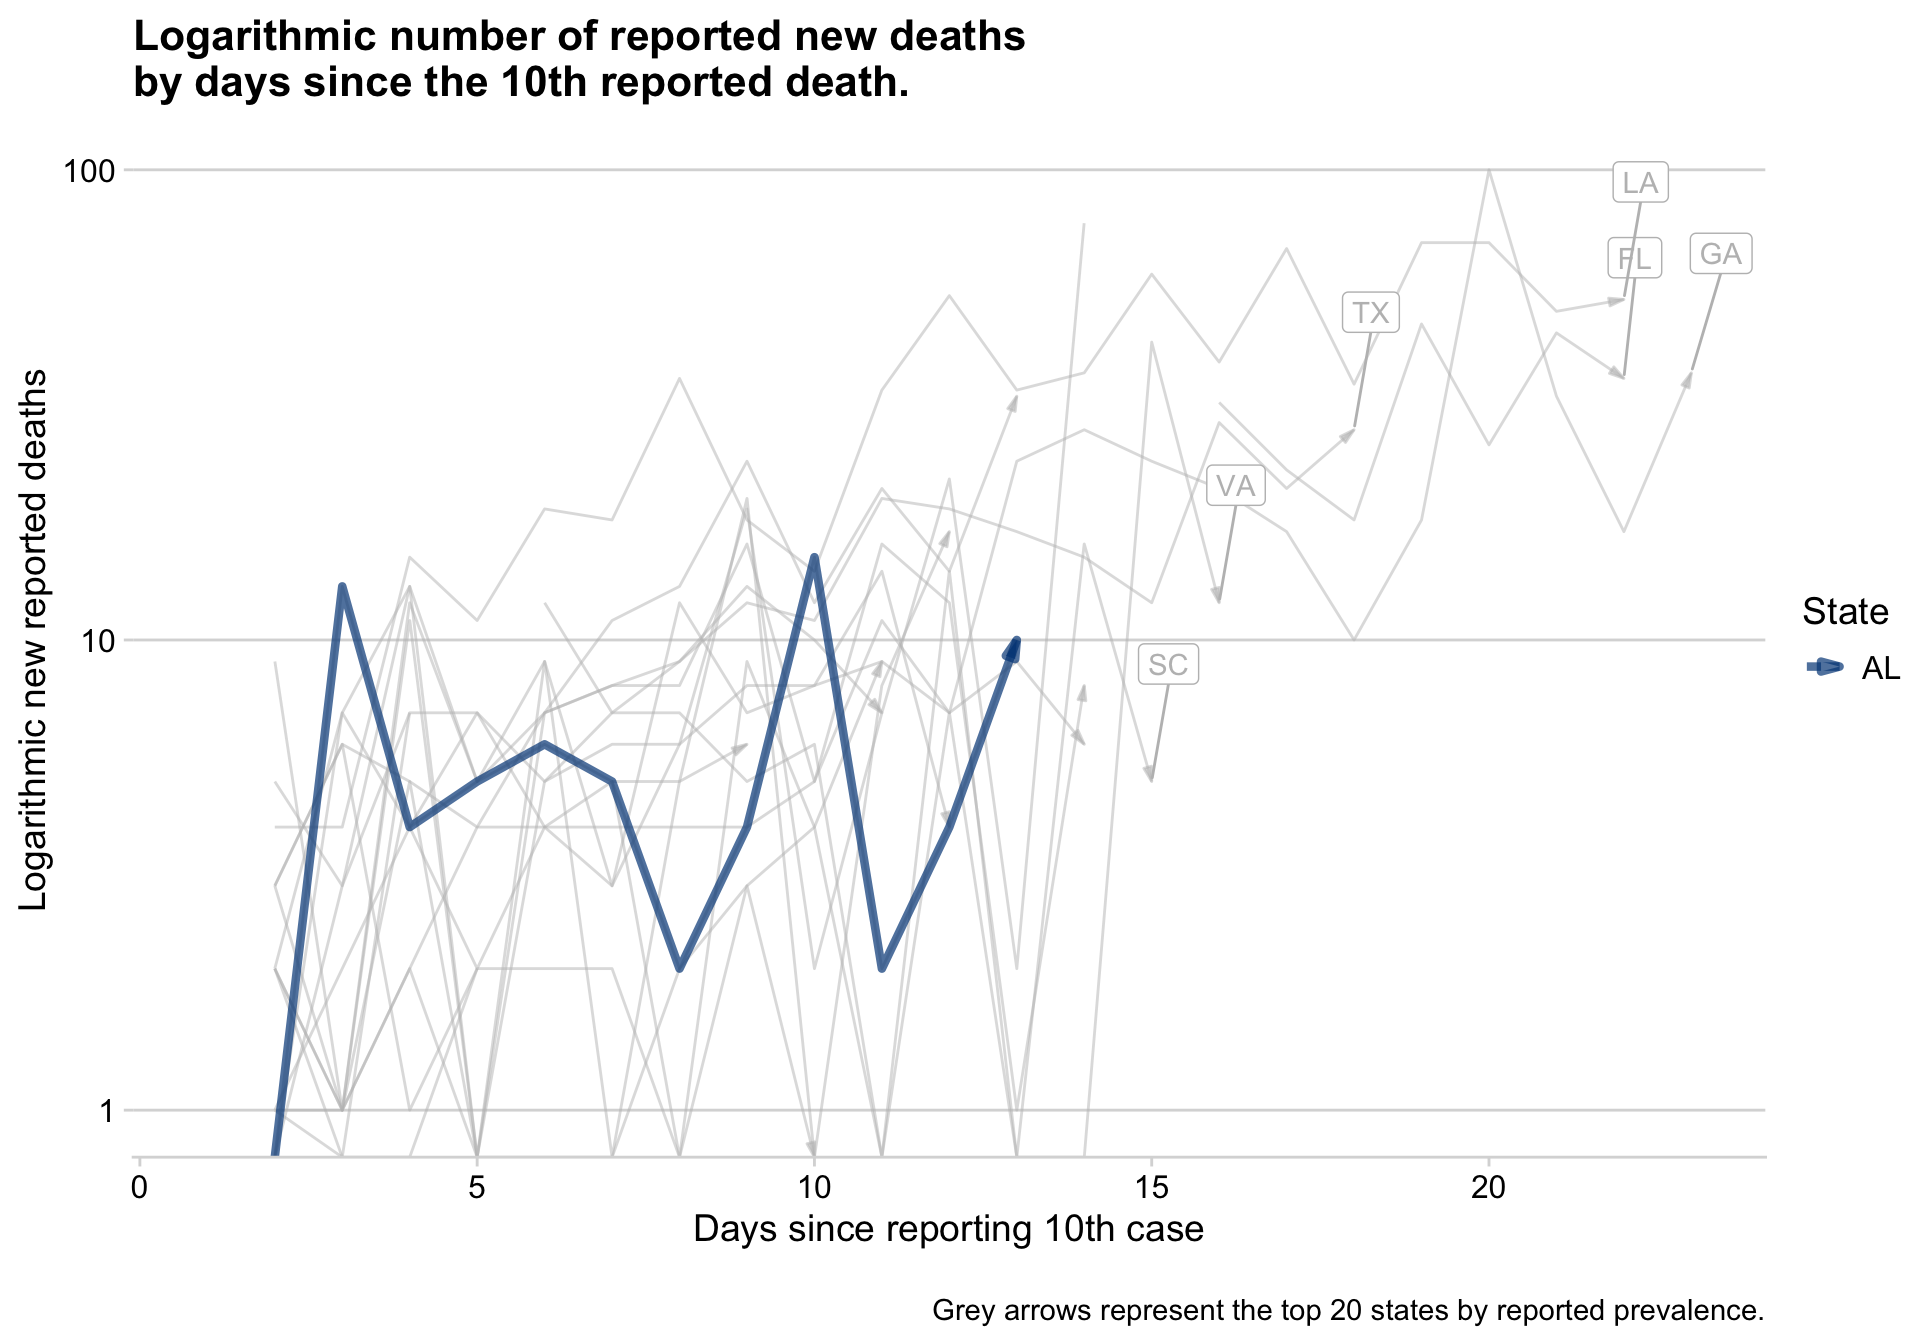 Logarithmic number of reported new deaths
by days since the 10th reported death.
Logarithmic new reported deaths
100
10
1
LA
FL
GA
TX
VA
SC
State
AL
0
5
10
15
20
Days since reporting 10th case
Grey arrows represent the top 20 states by reported prevalence.